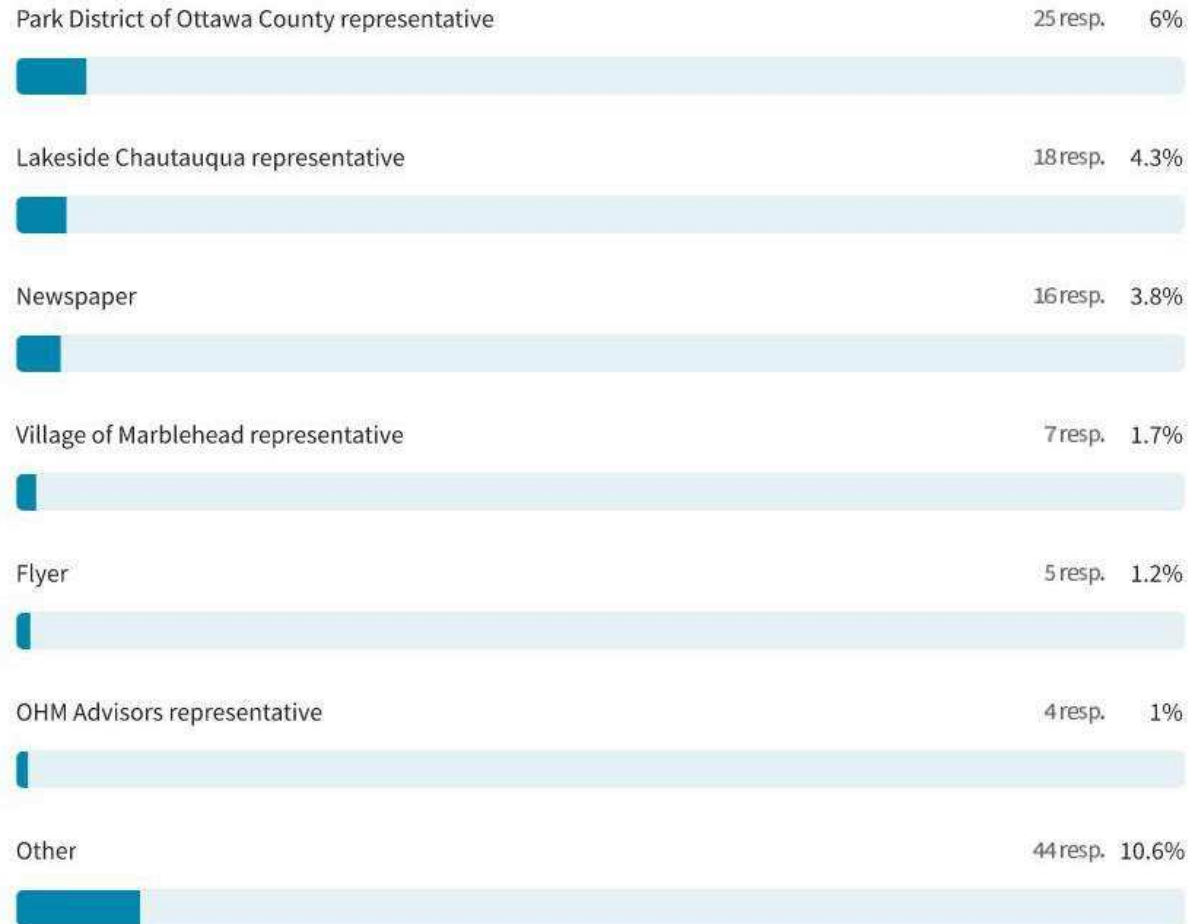 Park District of Ottawa County representative 25 resp. 6%
Lakeside Chautauqua representative 18 resp. 4.3%
Newspaper 16 resp. 3.8%
Village of Marblehead representative 7 resp. 1.7%
Flyer 5 resp. 1.2%
OHM Advisors representative 4 resp. 1%
Other 44 resp. 10.6%